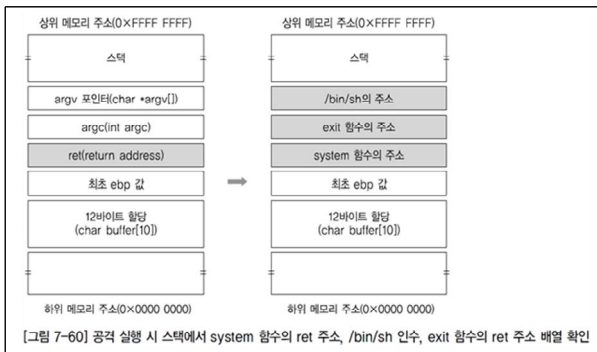 상위 메모리 주소(0×FFFF FFFF)
스택
argv 포인터(char *argv[])
argc(int argc)
ret(return address)
최초 ebp 값
12바이트 할당
(char buffer[10])
하위 메모리 주소(0×0000 0000)
상위 메모리 주소(0×FFFF FFFF)
스택
/bin/sh의 주소
exit 함수의 주소
system 함수의 주소
최초 ebp 값
12바이트 할당
(char buffer[10])
하위 메모리 주소(0×0000 0000)
[그림 7-60] 공격 실행 시 스택에서 system 함수의 ret 주소, /bin/sh 인수, exit 함수의 ret 주소 배열 확인